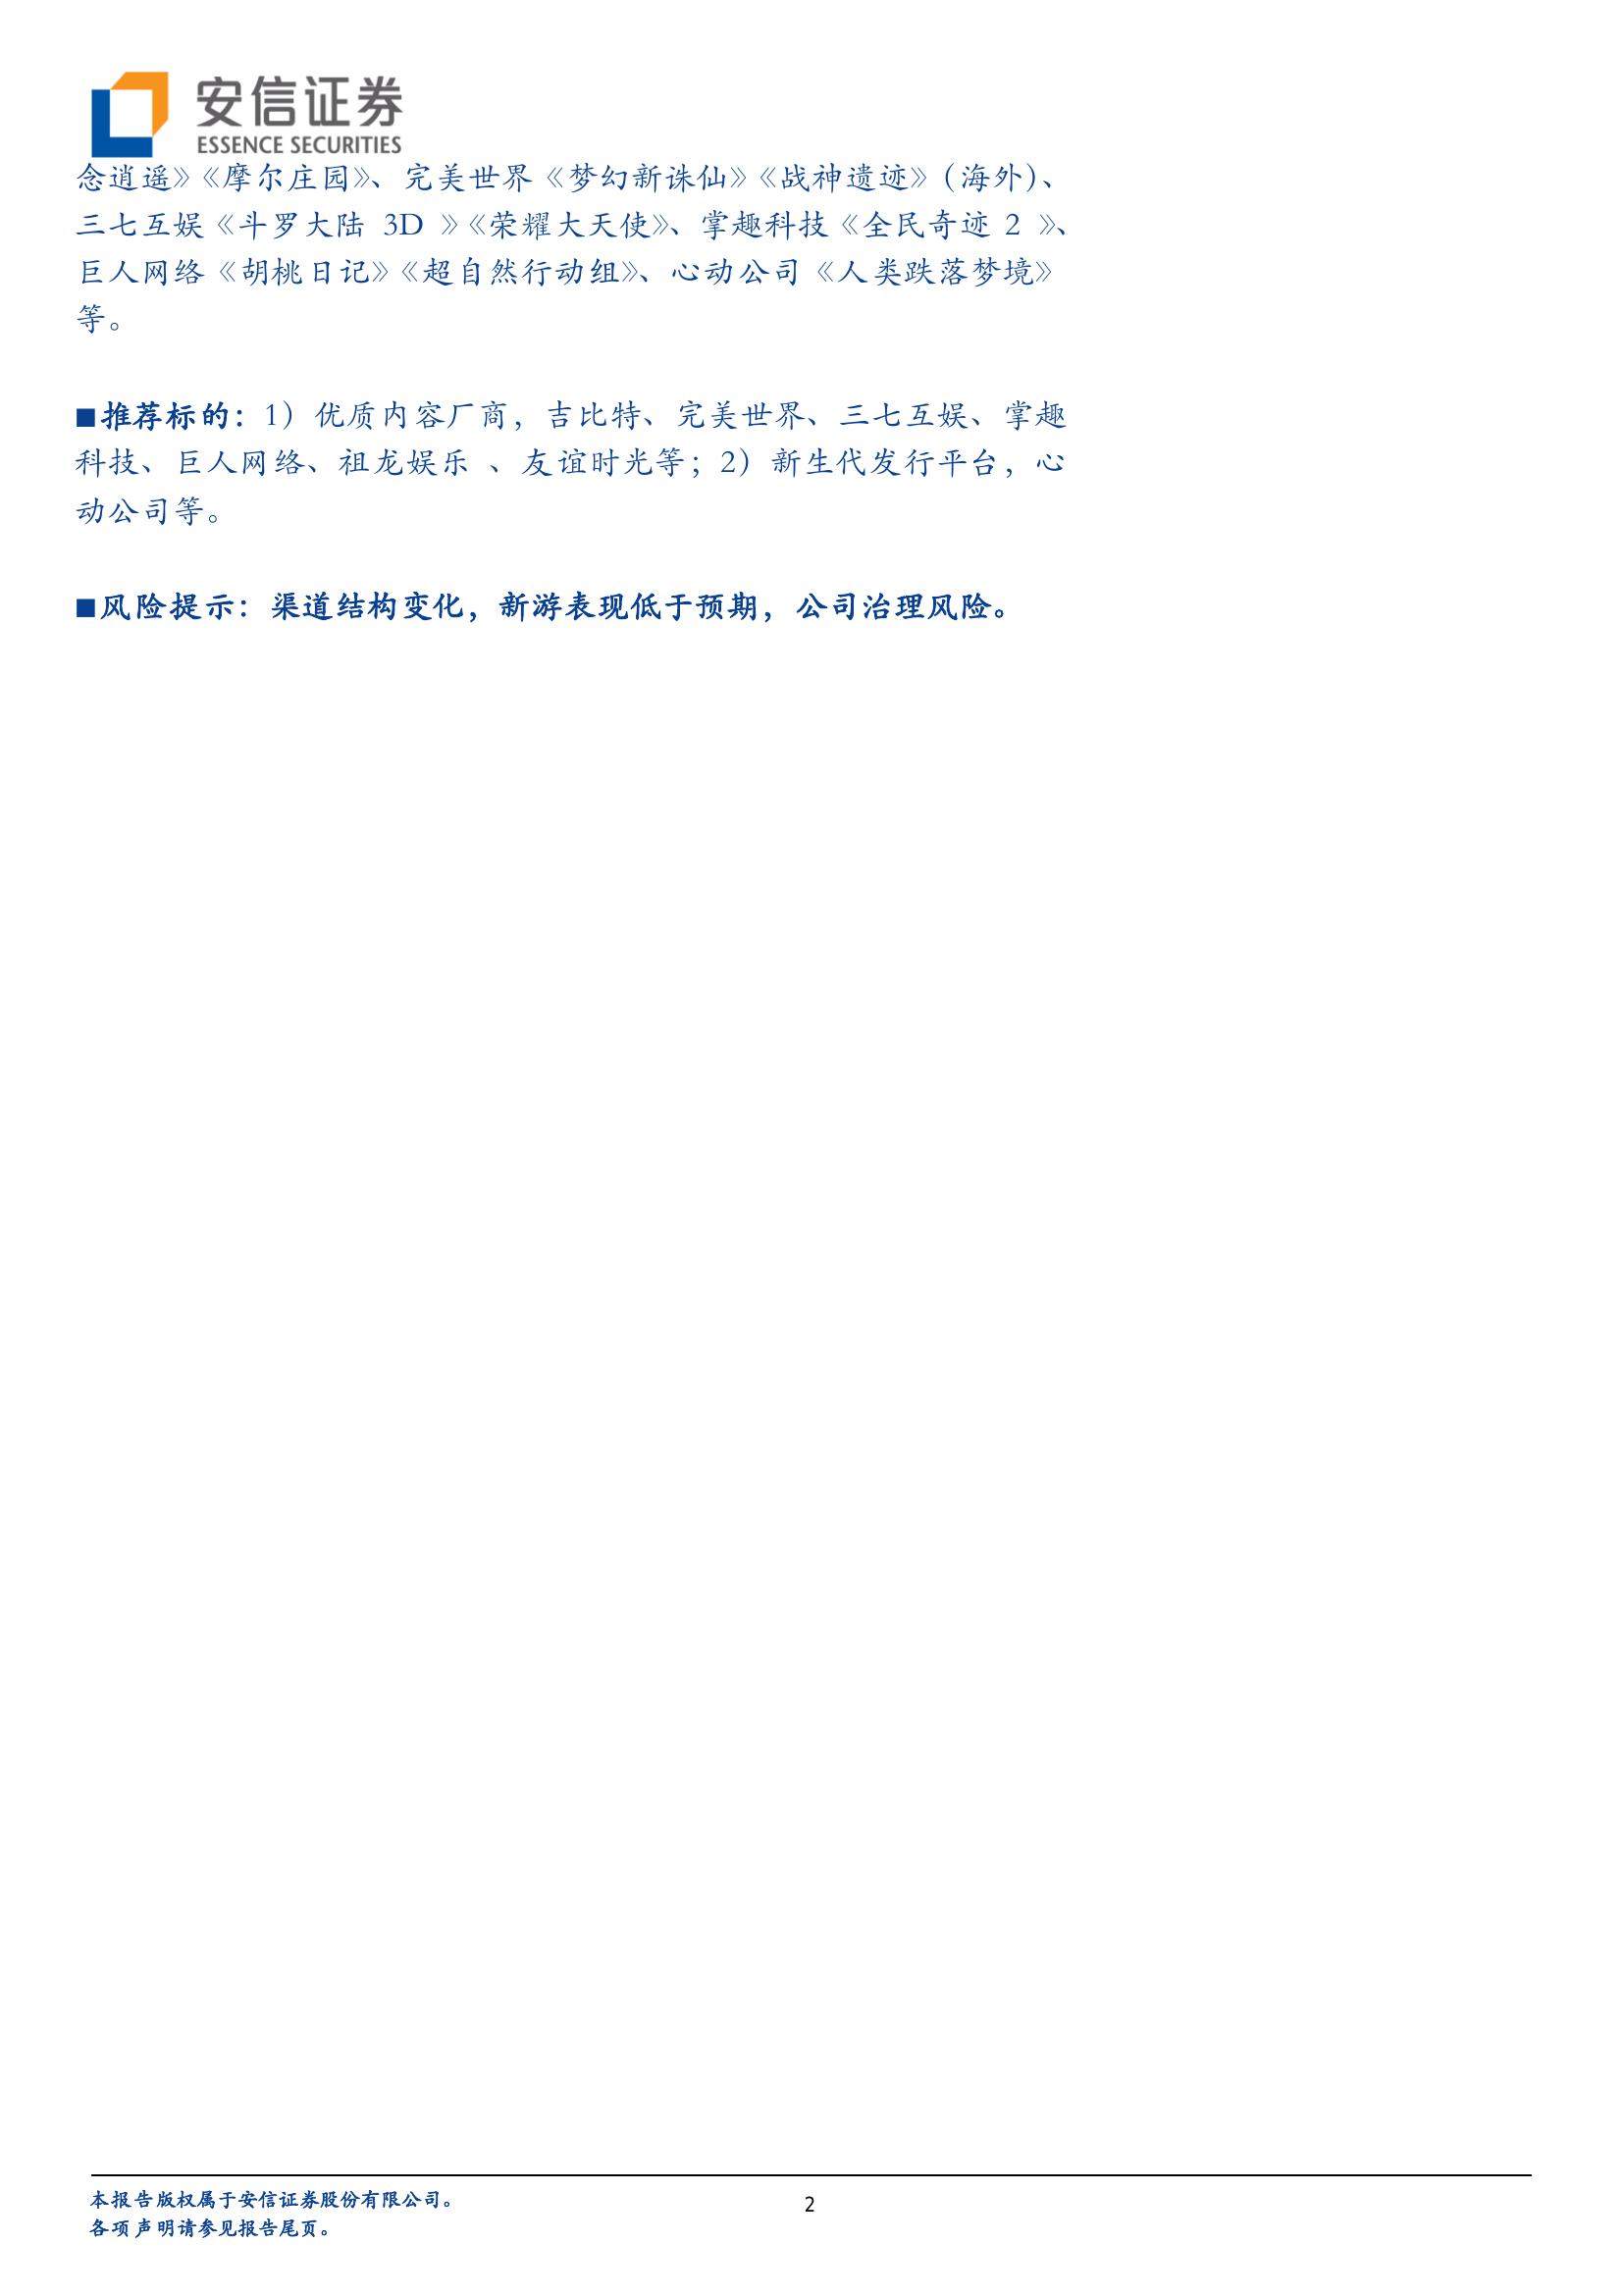 安信证券
ESSENCE SECURITIES
念逍遥》《摩尔庄园》、完美世界《梦幻新诛仙》《战神遗迹》（海外）、
三七互娱《斗罗大陆 3D 》《荣耀大天使》、掌趣科技《全民奇迹 2 》、
巨人网络《胡桃日记》《超自然行动组》、心动公司《人类跌落梦境》
等。
■推荐标的：1）优质内容厂商，吉比特、完美世界、三七互娱、掌趣
科技、巨人网络、祖龙娱乐 、友谊时光等；2）新生代发行平台，心
动公司等。
■风险提示：渠道结构变化，新游表现低于预期，公司治理风险。
本报告版权属于安信证券股份有限公司。
各项声明请参见报告尾页。
2